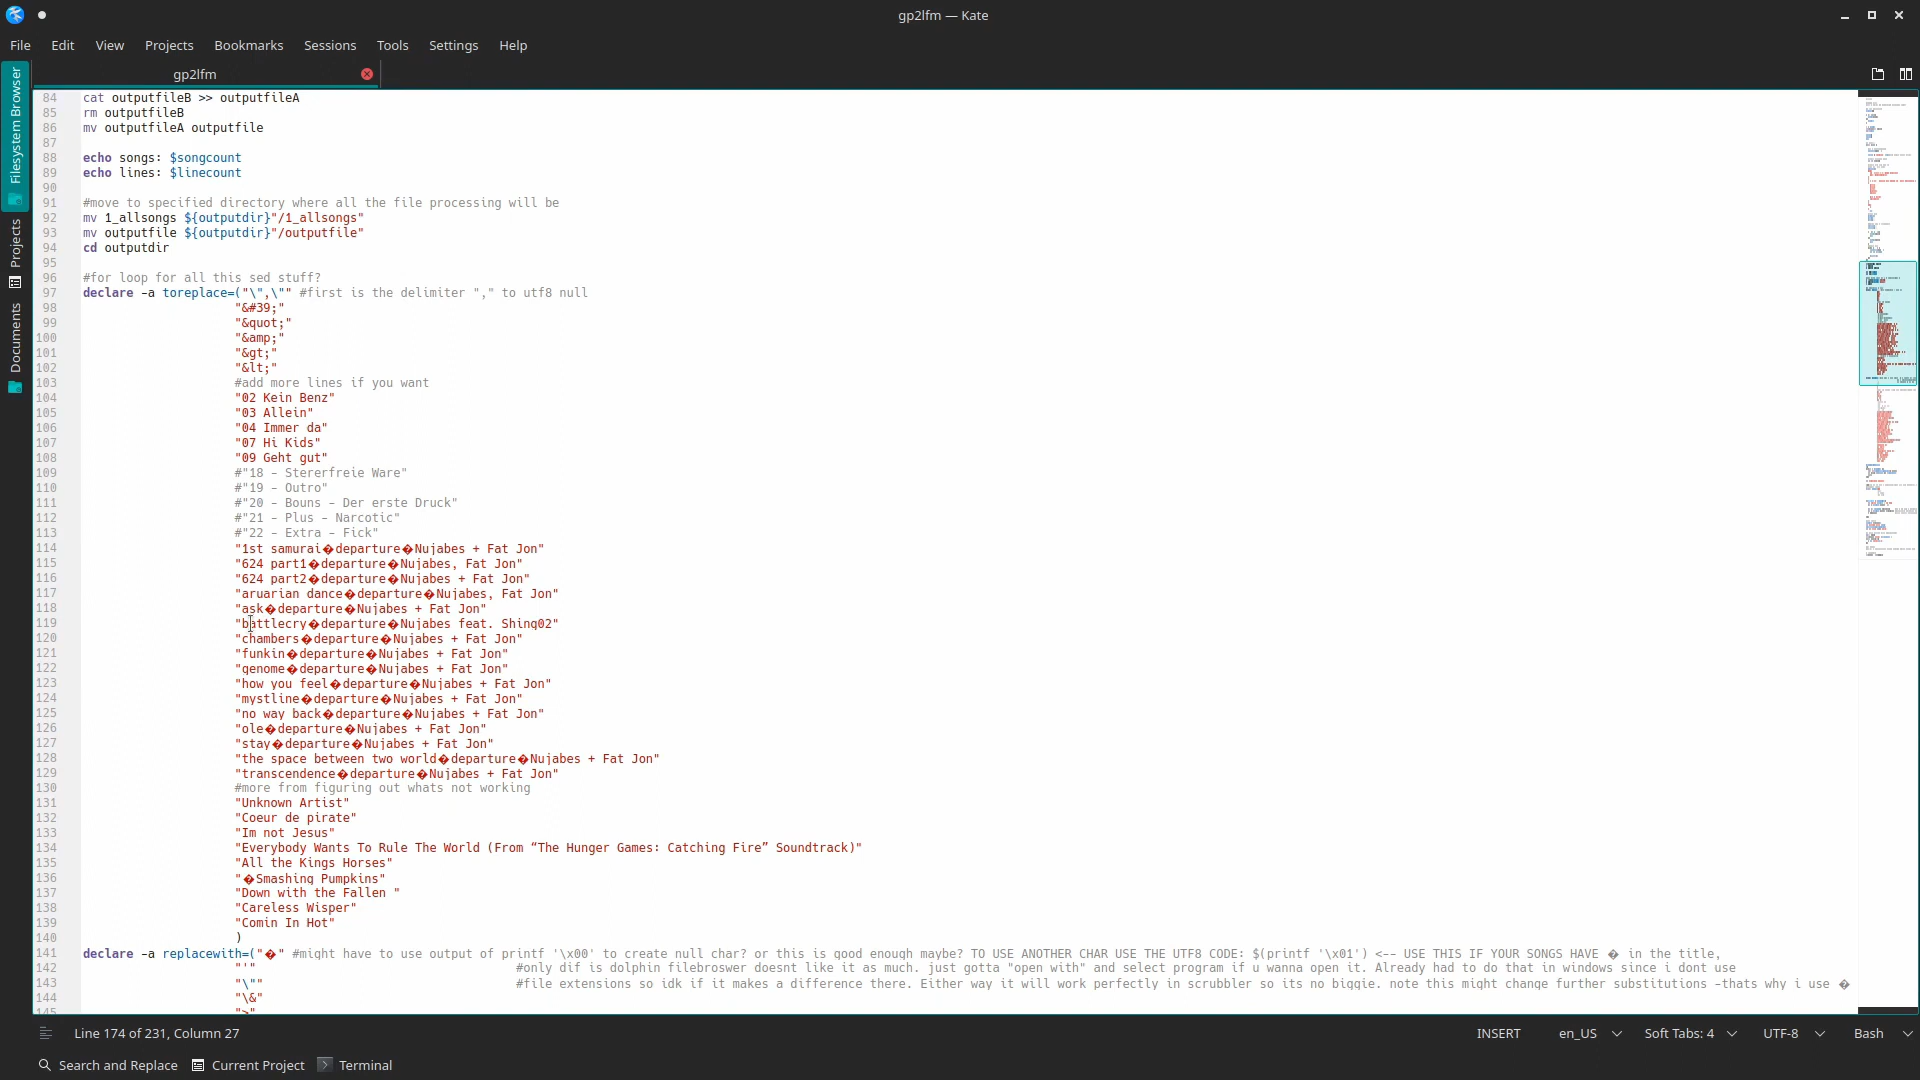 gp2lfm — Kate
File Edit View Projects Bookmarks Sessions Tools Settings Help
gp2lfm
Filesystem Browser
Projects
Documents
84 cat outputfileB >> outputfileA
85 rm outputfileB
86 mv outputfileA outputfile
87
88 echo songs: $songcount
89 echo lines: $linecount
90
91 #move to specified directory where all the file processing will be
92 mv 1_allsongs ${outputdir}"/1_allsongs"
93 mv outputfile ${outputdir}"/outputfile"
94 cd outputdir
95
96 #for loop for all this sed stuff?
97 declare -a toreplace=("\",\"" #first is the delimiter "," to utf8 null
98 "&#39;"
99 "&quot;"
100 "&amp;"
101 "&gt;"
102 "&lt;"
103 #add more lines if you want
104 "02 Kein Benz"
105 "03 Allein"
106 "04 Immer da"
107 "07 Hi Kids"
108 "09 Geht gut"
109 #"18 - Stererfreie Ware"
110 #"19 - Outro"
111 #"20 - Bouns - Der erste Druck"
112 #"21 - Plus - Narcotic"
113 #"22 - Extra - Fick"
114 "1st samurai�departure�Nujabes + Fat Jon"
115 "624 part1�departure�Nujabes, Fat Jon"
116 "624 part2�departure�Nujabes + Fat Jon"
117 "aruarian dance�departure�Nujabes, Fat Jon"
118 "ask�departure�Nujabes + Fat Jon"
119 "battlecry�departure�Nujabes feat. Shing02"
120 "chambers�departure�Nujabes + Fat Jon"
121 "funkin�departure�Nujabes + Fat Jon"
122 "genome�departure�Nujabes + Fat Jon"
123 "how you feel�departure�Nujabes + Fat Jon"
124 "mystline�departure�Nujabes + Fat Jon"
125 "no way back�departure�Nujabes + Fat Jon"
126 "ole�departure�Nujabes + Fat Jon"
127 "stay�departure�Nujabes + Fat Jon"
128 "the space between two world�departure�Nujabes + Fat Jon"
129 "transcendence�departure�Nujabes + Fat Jon"
130 #more from figuring out whats not working
131 "Unknown Artist"
132 "Coeur de pirate"
133 "Im not Jesus"
134 "Everybody Wants To Rule The World (From “The Hunger Games: Catching Fire” Soundtrack)"
135 "All the Kings Horses"
136 "�Smashing Pumpkins"
137 "Down with the Fallen "
138 "Careless Wisper"
139 "Comin In Hot"
140 )
141 declare -a replacewith=("�" #might have to use output of printf '\x00' to create null char? or this is good enough maybe? TO USE ANOTHER CHAR USE THE UTF8 CODE: $(printf '\x01') <-- USE THIS IF YOUR SONGS HAVE � in the title,
142 "'" #only dif is dolphin filebroswer doesnt like it as much. just gotta "open with" and select program if u wanna open it. Already had to do that in windows since i dont use
143 "\"" #file extensions so idk if it makes a difference there. Either way it will work perfectly in scrubbler so its no biggie. note this might change further substitutions -thats why i use �
144 "\&"
145 ">"
Line 174 of 231, Column 27 INSERT en_US Soft Tabs: 4 UTF-8 Bash
Search and Replace Current Project Terminal